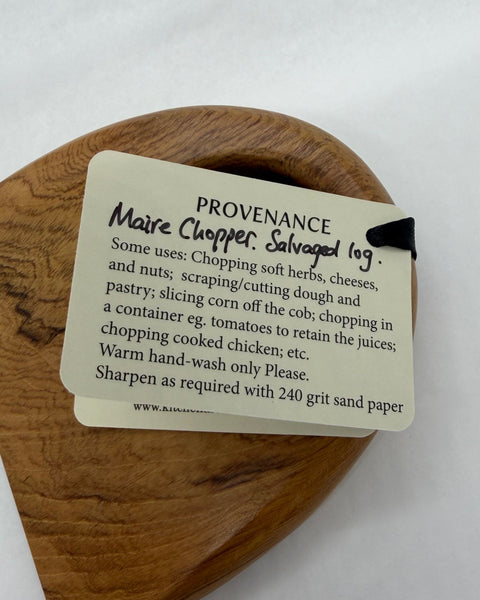 PROVENANCE
Maire Chopper. Salvaged log.
Some uses: Chopping soft herbs, cheeses,
and nuts; scraping/cutting dough and
pastry; slicing corn off the cob; chopping in
a container eg. tomatoes to retain the juices;
chopping cooked chicken; etc.
Warm hand-wash only Please.
Sharpen as required with 240 grit sand paper